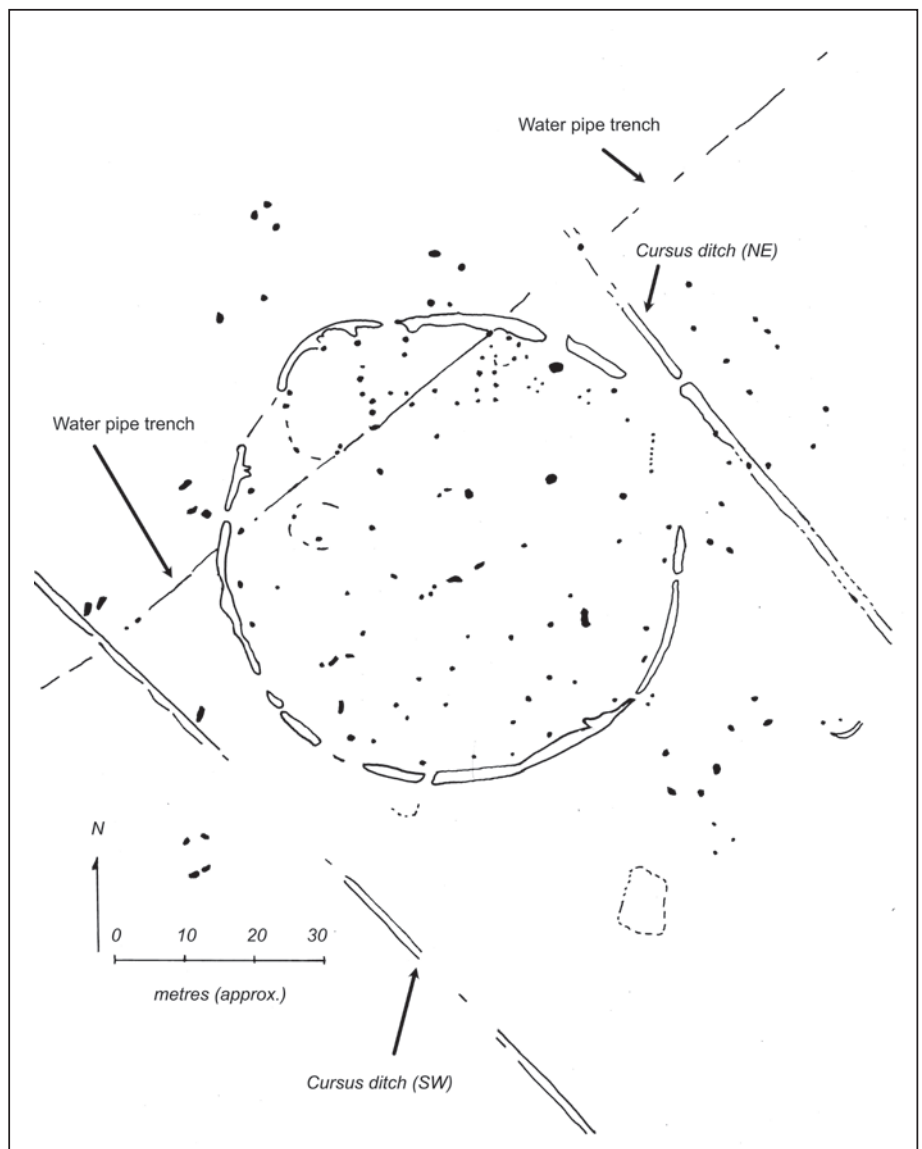 Water pipe trench
Cursus ditch (NE)
Water pipe trench
N
0 10 20 30
metres (approx.)
Cursus ditch (SW)